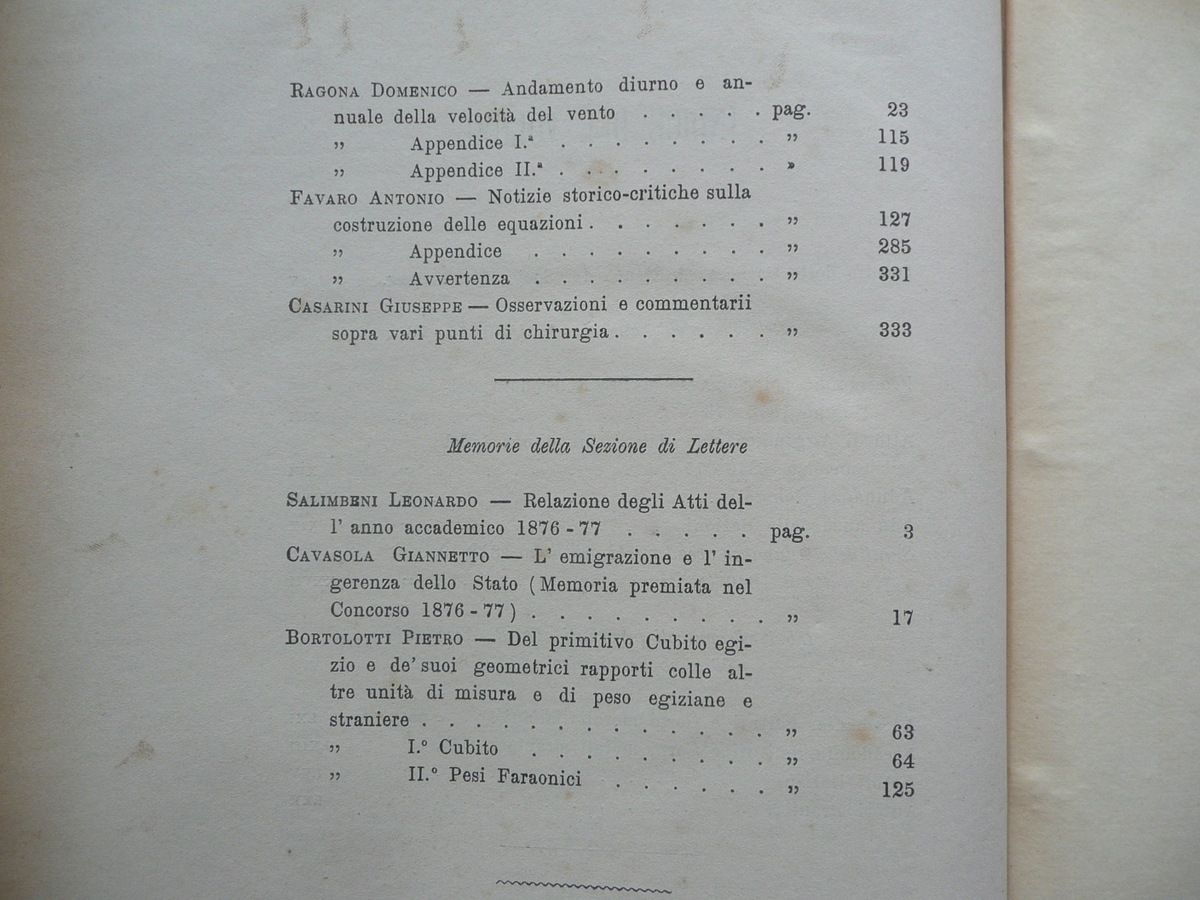 RAGONA DOMENICO — Andamento diurno e an-
nuale della velocità del vento . . . . . pag. 23
„ Appendice I.ª . . . . . . . . „ 115
„ Appendice II.ª . . . . . . . . » 119
FAVARO ANTONIO — Notizie storico-critiche sulla
costruzione delle equazioni . . . . . . . „ 127
„ Appendice . . . . . . . . . „ 285
„ Avvertenza . . . . . . . . . „ 331
CASARINI GIUSEPPE — Osservazioni e commentarii
sopra vari punti di chirurgia . . . . . . „ 333
Memorie della Sezione di Lettere
SALIMBENI LEONARDO — Relazione degli Atti del-
l' anno accademico 1876 - 77 . . . . . pag. 3
CAVASOLA GIANNETTO — L' emigrazione e l' in-
gerenza dello Stato ( Memoria premiata nel
Concorso 1876 - 77 ) . . . . . . . . . „ 17
BORTOLOTTI PIETRO — Del primitivo Cubito egi-
zio e de' suoi geometrici rapporti colle al-
tre unità di misura e di peso egiziane e
straniere . . . . . . . . . . . . . „ 63
„ I.º Cubito . . . . . . . . . „ 64
„ II.º Pesi Faraonici . . . . . . „ 125